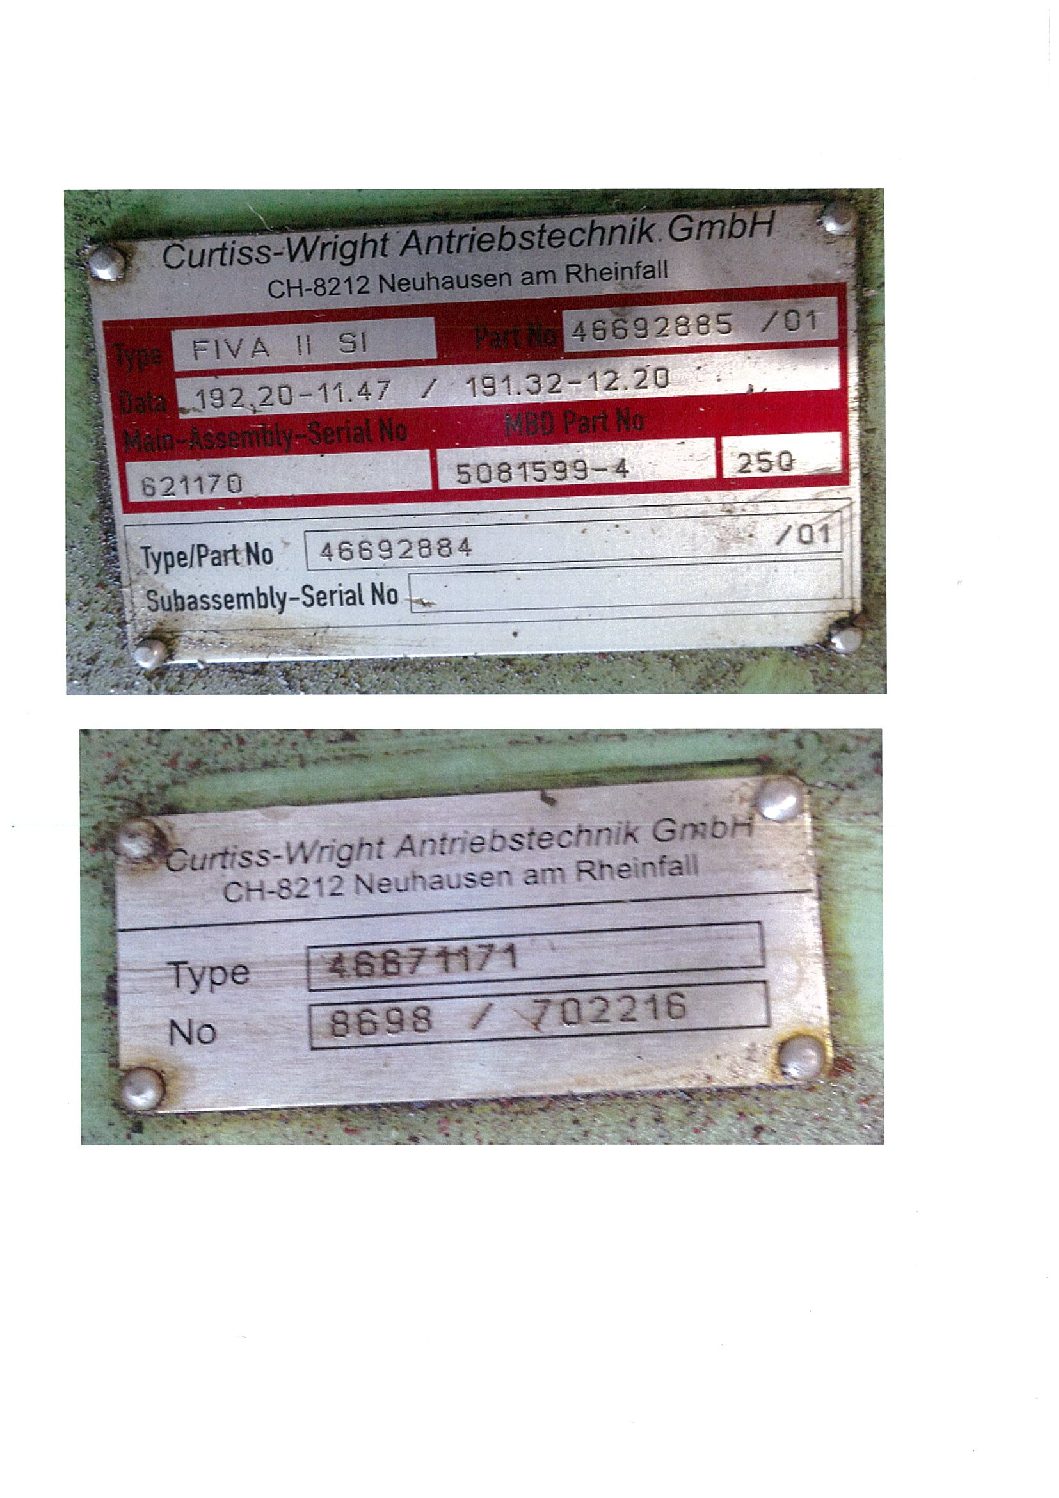 Curtiss-Wright Antriebstechnik GmbH
CH-8212 Neuhausen am Rheinfall
Type FIVA II SI Part No 46692885 /01
Data 192.20-11.47 / 191.32-12.20
Main-Assembly-Serial No MBD Part No
621170 5081599-4 250
Type/Part No 46692884 /01
Subassembly-Serial No
Curtiss-Wright Antriebstechnik GmbH
CH-8212 Neuhausen am Rheinfall
Type 46671171
No 8698 / 702216